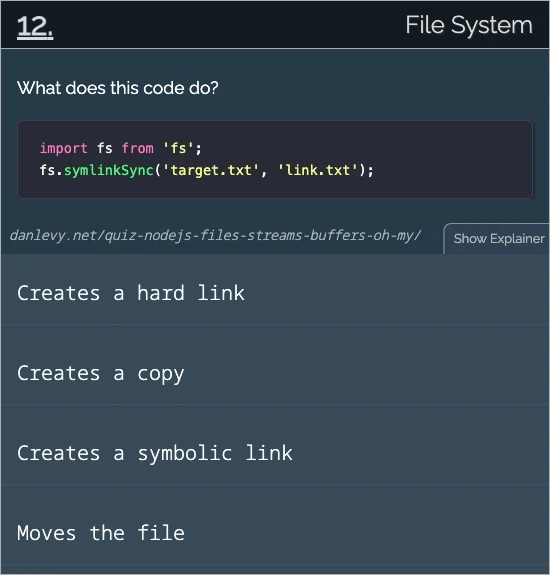 12.
File System
What does this code do?
import fs from 'fs';
fs.symlinkSync('target.txt', 'link.txt');
danlevy.net/quiz-nodejs-files-streams-buffers-oh-my/
Show Explainer
Creates a hard link
Creates a copy
Creates a symbolic link
Moves the file